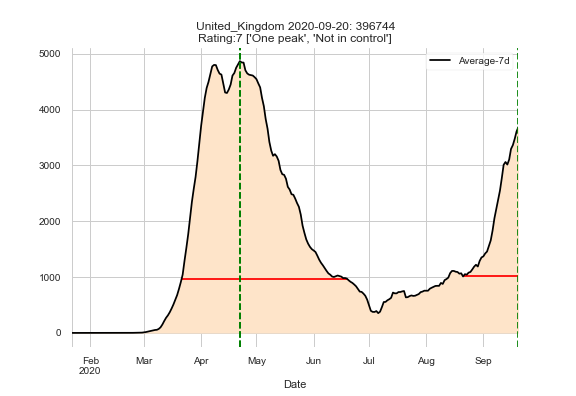 United_Kingdom 2020-09-20: 396744
Rating:7 ['One peak', 'Not in control']
Average-7d
5000
4000
3000
2000
1000
0
Feb Mar Apr May Jun Jul Aug Sep
2020
Date